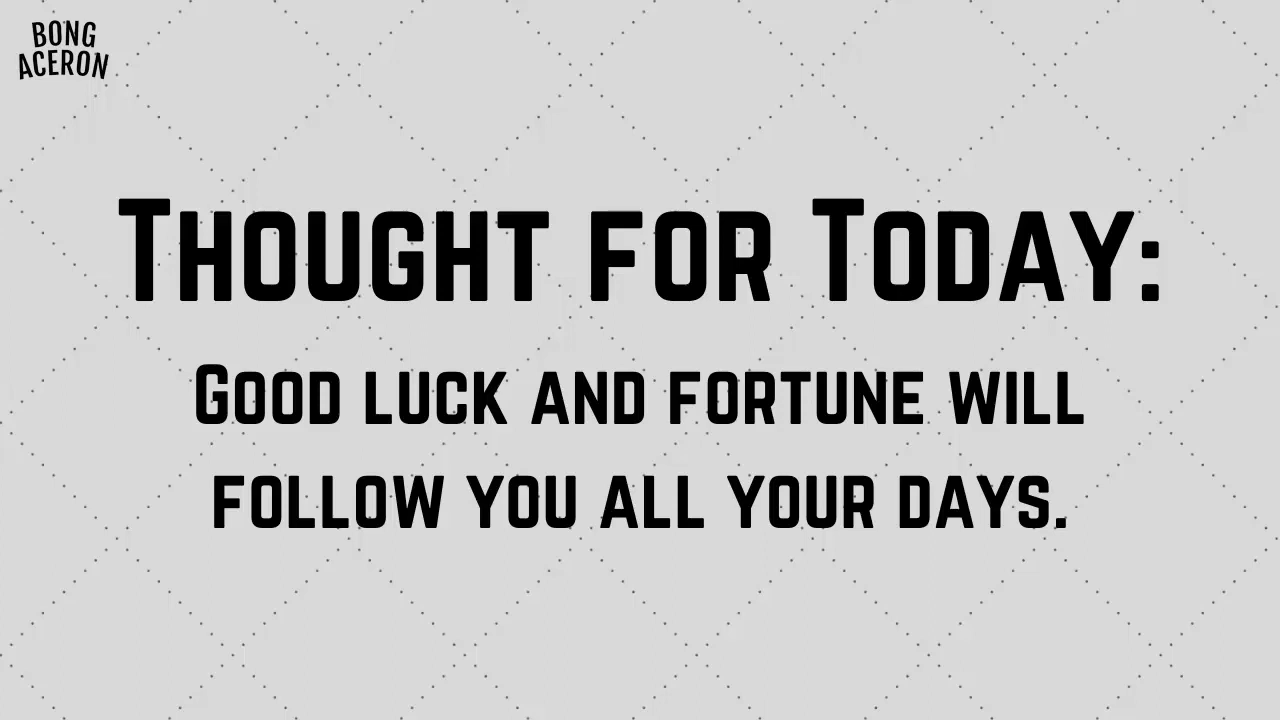 BONG
ACERON
Thought for Today:
Good luck and fortune will
follow you all your days.